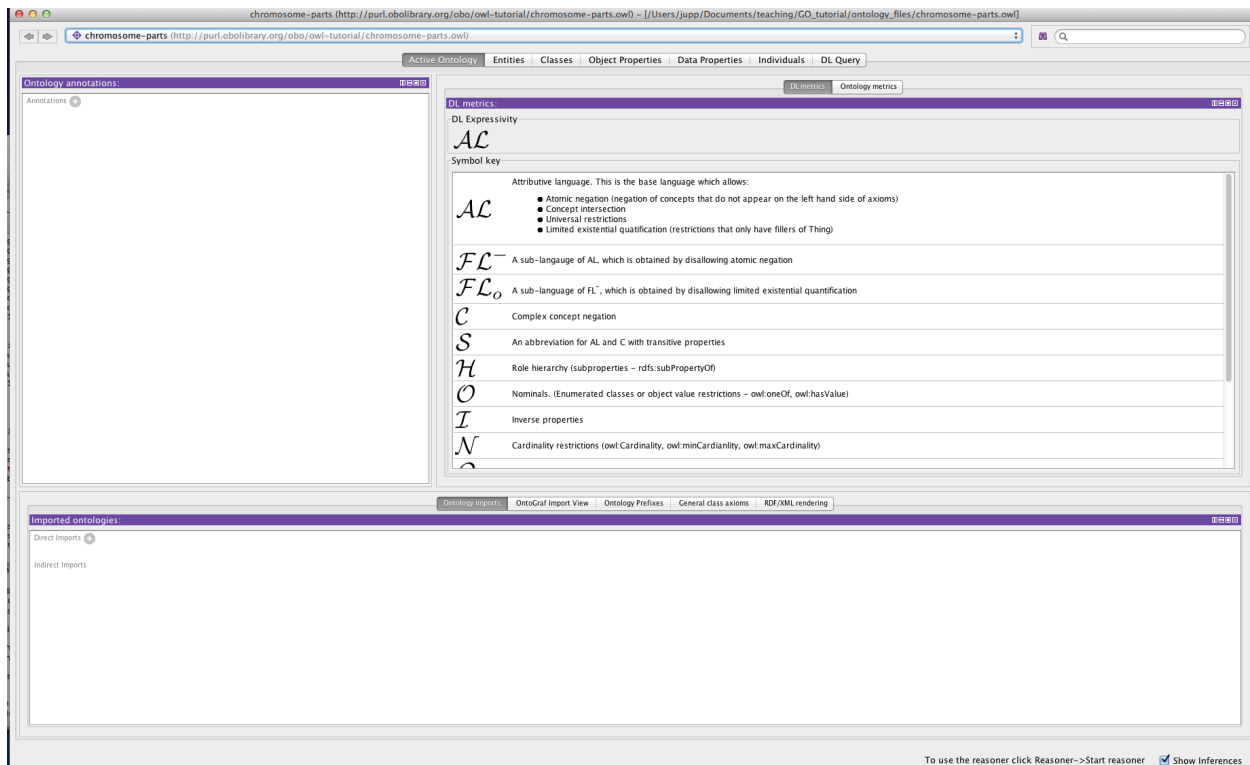 chromosome-parts (http://purl.obolibrary.org/obo/owl-tutorial/chromosome-parts.owl) – [/Users/jupp/Documents/teaching/GO_tutorial/ontology_files/chromosome-parts.owl]
chromosome-parts (http://purl.obolibrary.org/obo/owl-tutorial/chromosome-parts.owl)
Active Ontology Entities Classes Object Properties Data Properties Individuals DL Query
Ontology annotations:
Annotations
DL metrics Ontology metrics
DL metrics:
DL Expressivity
AL
Symbol key
Attributive language. This is the base language which allows:
● Atomic negation (negation of concepts that do not appear on the left hand side of axioms)
● Concept intersection
● Universal restrictions
● Limited existential quatification (restrictions that only have fillers of Thing)
AL
FL⁻ A sub-langauge of AL, which is obtained by disallowing atomic negation
FLₒ A sub-language of FL⁻, which is obtained by disallowing limited existential quantification
C Complex concept negation
S An abbreviation for AL and C with transitive properties
H Role hierarchy (subproperties – rdfs:subPropertyOf)
O Nominals. (Enumerated classes or object value restrictions – owl:oneOf, owl:hasValue)
I Inverse properties
N Cardinality restrictions (owl:Cardinality, owl:minCardianlity, owl:maxCardinality)
Ontology imports OntoGraf Import View Ontology Prefixes General class axioms RDF/XML rendering
Imported ontologies:
Direct Imports
Indirect Imports
To use the reasoner click Reasoner–>Start reasoner Show Inferences